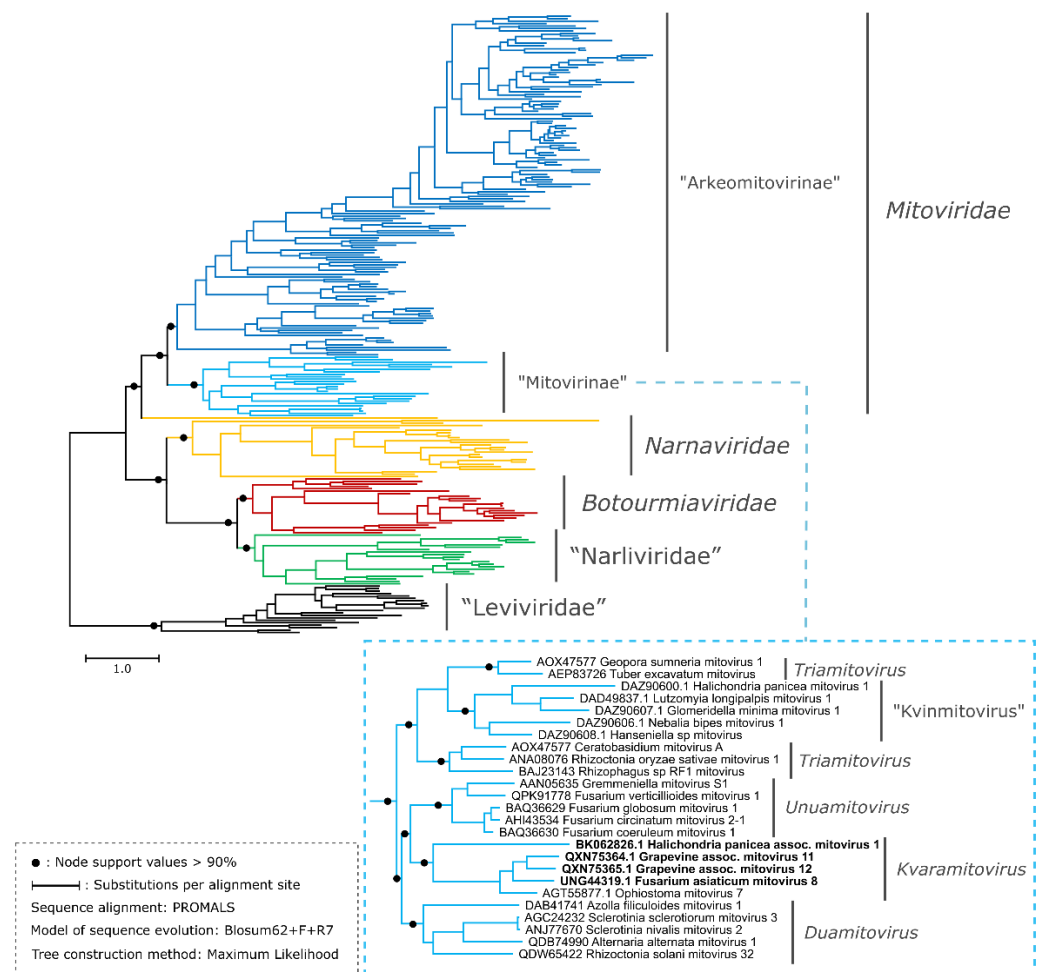 "Arkeomitovirinae"
Mitoviridae
"Mitovirinae"
Narnaviridae
Botourmiaviridae
“Narliviridae”
“Leviviridae”
1.0
AOX47577 Geopora sumneria mitovirus 1
AEP83726 Tuber excavatum mitovirus
Triamitovirus
DAZ90600.1 Halichondria panicea mitovirus 1
DAD49837.1 Lutzomyia longipalpis mitovirus 1
DAZ90607.1 Glomeridella minima mitovirus 1
DAZ90606.1 Nebalia bipes mitovirus 1
DAZ90608.1 Hanseniella sp mitovirus
"Kvinmitovirus"
AOX47577 Ceratobasidium mitovirus A
ANA08076 Rhizoctonia oryzae sativae mitovirus 1
BAJ23143 Rhizophagus sp RF1 mitovirus
Triamitovirus
AAN05635 Gremmeniella mitovirus S1
QPK91778 Fusarium verticillioides mitovirus 1
BAQ36629 Fusarium globosum mitovirus 1
AHI43534 Fusarium circinatum mitovirus 2-1
BAQ36630 Fusarium coeruleum mitovirus 1
Unuamitovirus
BK062826.1 Halichondria panicea assoc. mitovirus 1
QXN75364.1 Grapevine assoc. mitovirus 11
QXN75365.1 Grapevine assoc. mitovirus 12
UNG44319.1 Fusarium asiaticum mitovirus 8
AGT55877.1 Ophiostoma mitovirus 7
Kvaramitovirus
DAB41741 Azolla filiculoides mitovirus 1
AGC24232 Sclerotinia sclerotiorum mitovirus 3
ANJ77670 Sclerotinia nivalis mitovirus 2
QDB74990 Alternaria alternata mitovirus 1
QDW65422 Rhizoctonia solani mitovirus 32
Duamitovirus
: Node support values > 90%
: Substitutions per alignment site
Sequence alignment: PROMALS
Model of sequence evolution: Blosum62+F+R7
Tree construction method: Maximum Likelihood